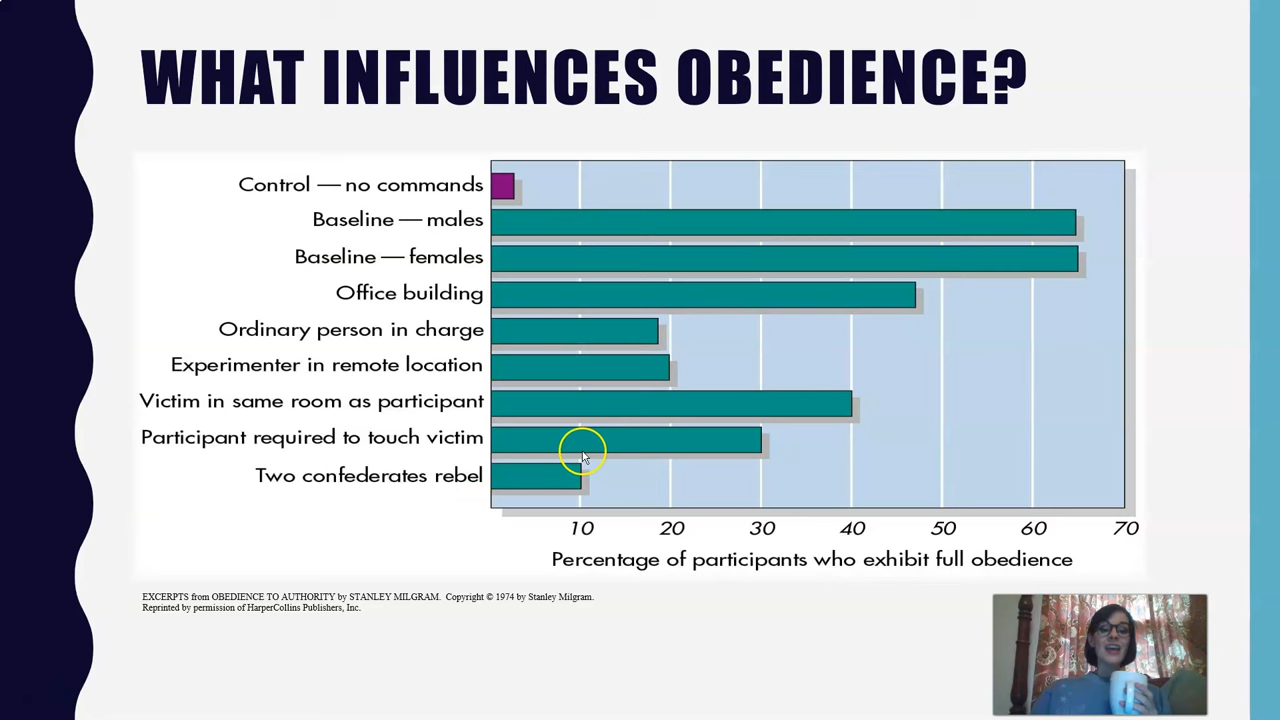 WHAT INFLUENCES OBEDIENCE?
Control — no commands
Baseline — males
Baseline — females
Office building
Ordinary person in charge
Experimenter in remote location
Victim in same room as participant
Participant required to touch victim
Two confederates rebel
10 20 30 40 50 60 70
Percentage of participants who exhibit full obedience
EXCERPTS from OBEDIENCE TO AUTHORITY by STANLEY MILGRAM. Copyright © 1974 by Stanley Milgram.
Reprinted by permission of HarperCollins Publishers, Inc.